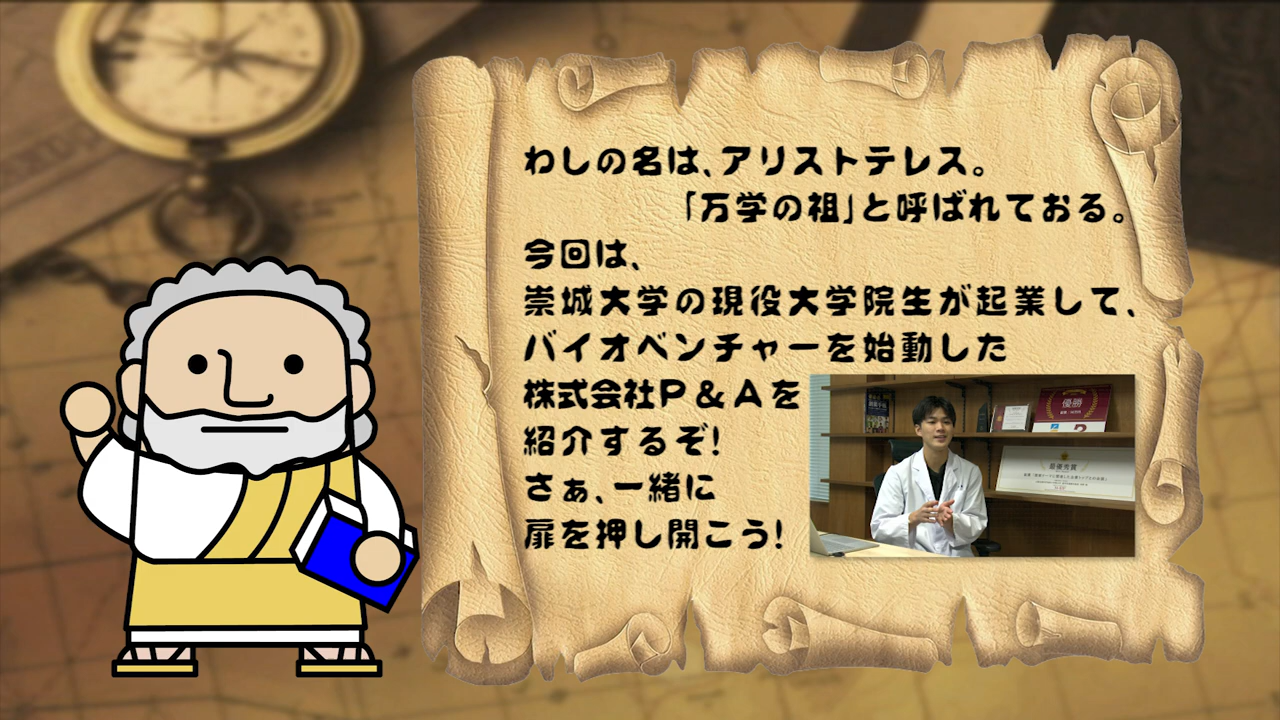 わしの名は、アリストテレス。
「万学の祖」と呼ばれておる。
今回は、
崇城大学の現役大学院生が起業して、
バイオベンチャーを始動した
株式会社P＆Aを
紹介するぞ!
さぁ、一緒に
扉を押し開こう!
優勝
最優秀賞